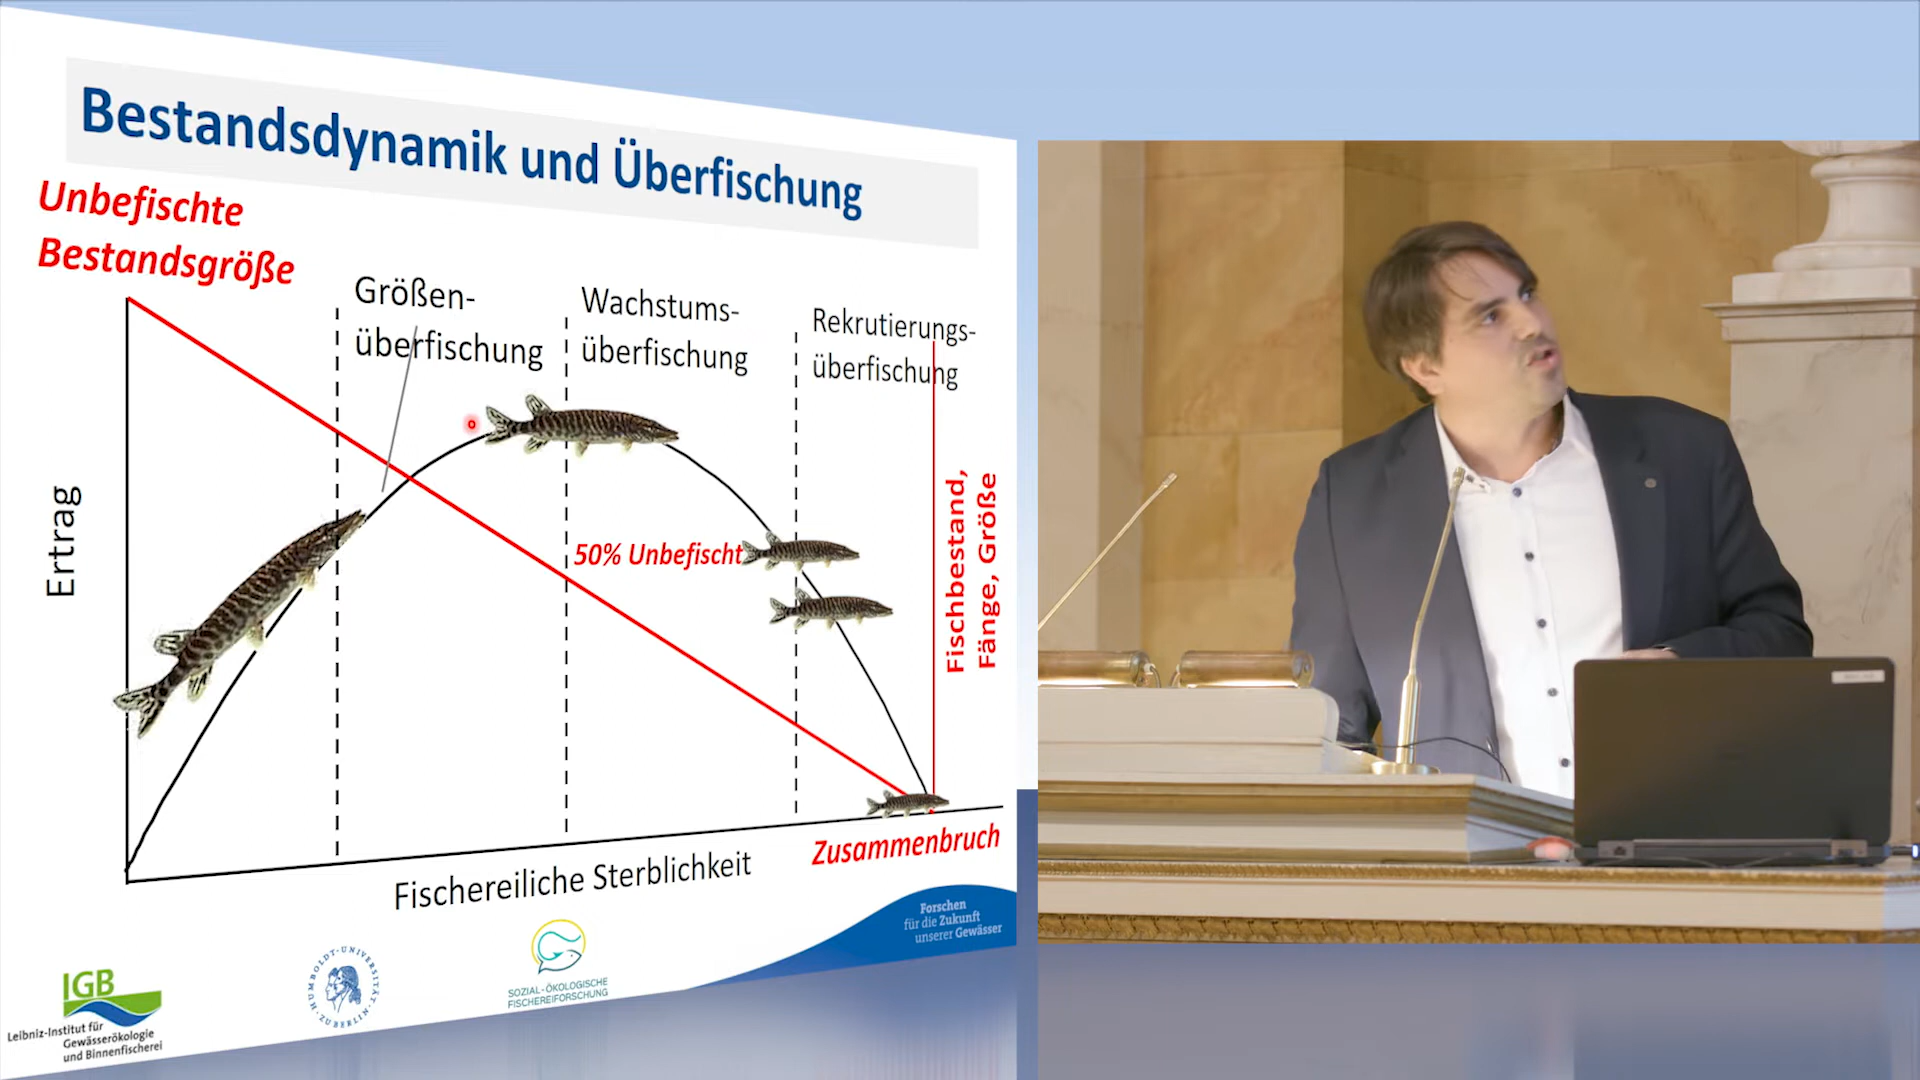 Bestandsdynamik und Überfischung
Unbefischte
Bestandsgröße
Größen-
überfischung
Wachstums-
überfischung
Rekrutierungs-
überfischung
Ertrag
50% Unbefischt
Fischbestand,
Fänge, Größe
Zusammenbruch
Fischereiliche Sterblichkeit
Forschen
für die Zukunft
unserer Gewässer
IGB
Leibniz-Institut für
Gewässerökologie
und Binnenfischerei
HUMBOLDT-UNIVERSITÄT
ZU BERLIN
SOZIAL-ÖKOLOGISCHE
FISCHEREIFORSCHUNG